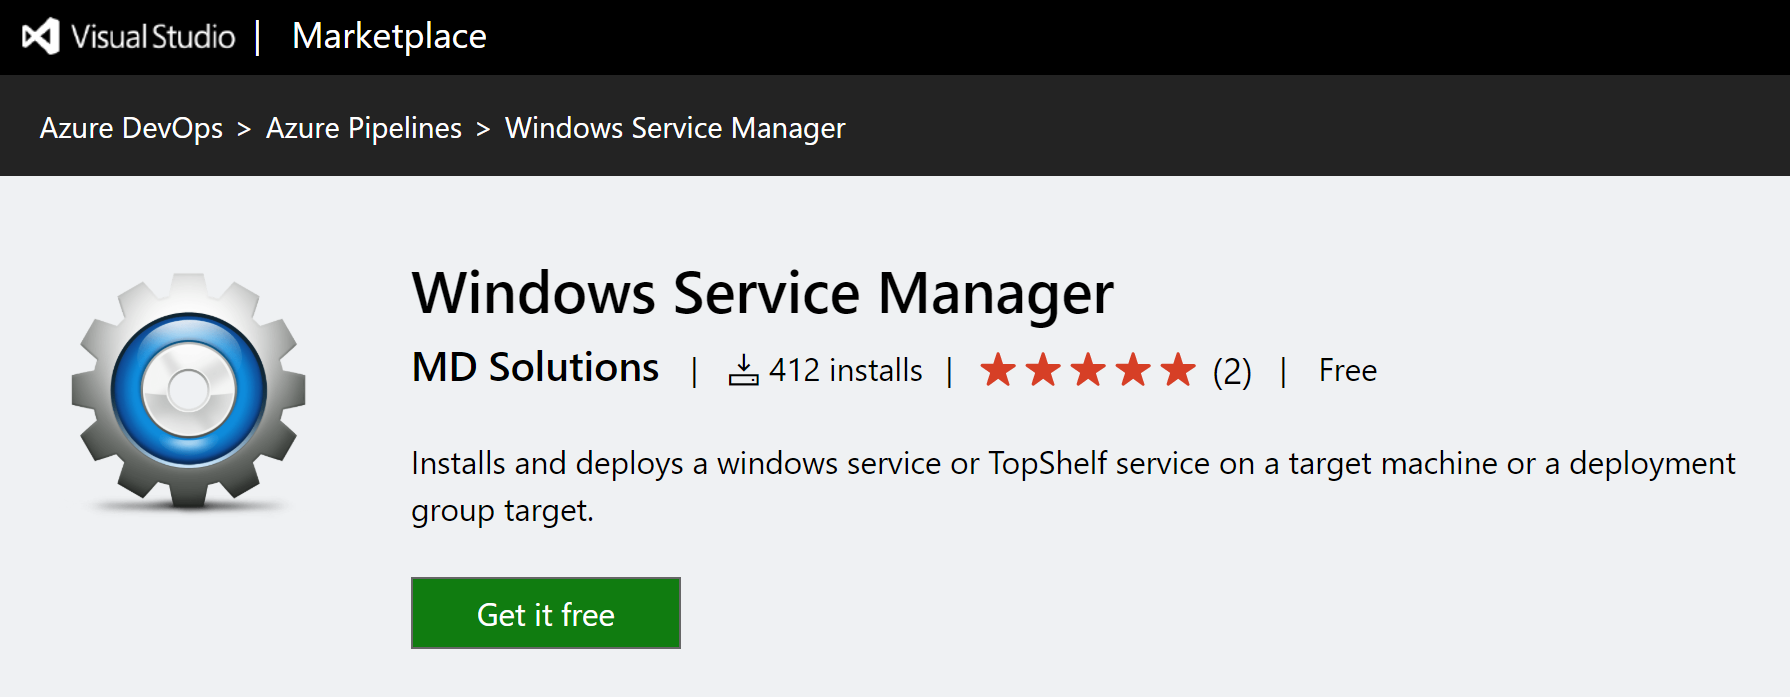 Visual Studio | Marketplace
Azure DevOps > Azure Pipelines > Windows Service Manager
Windows Service Manager
MD Solutions | 412 installs | (2) | Free
Installs and deploys a windows service or TopShelf service on a target machine or a deployment
group target.
Get it free